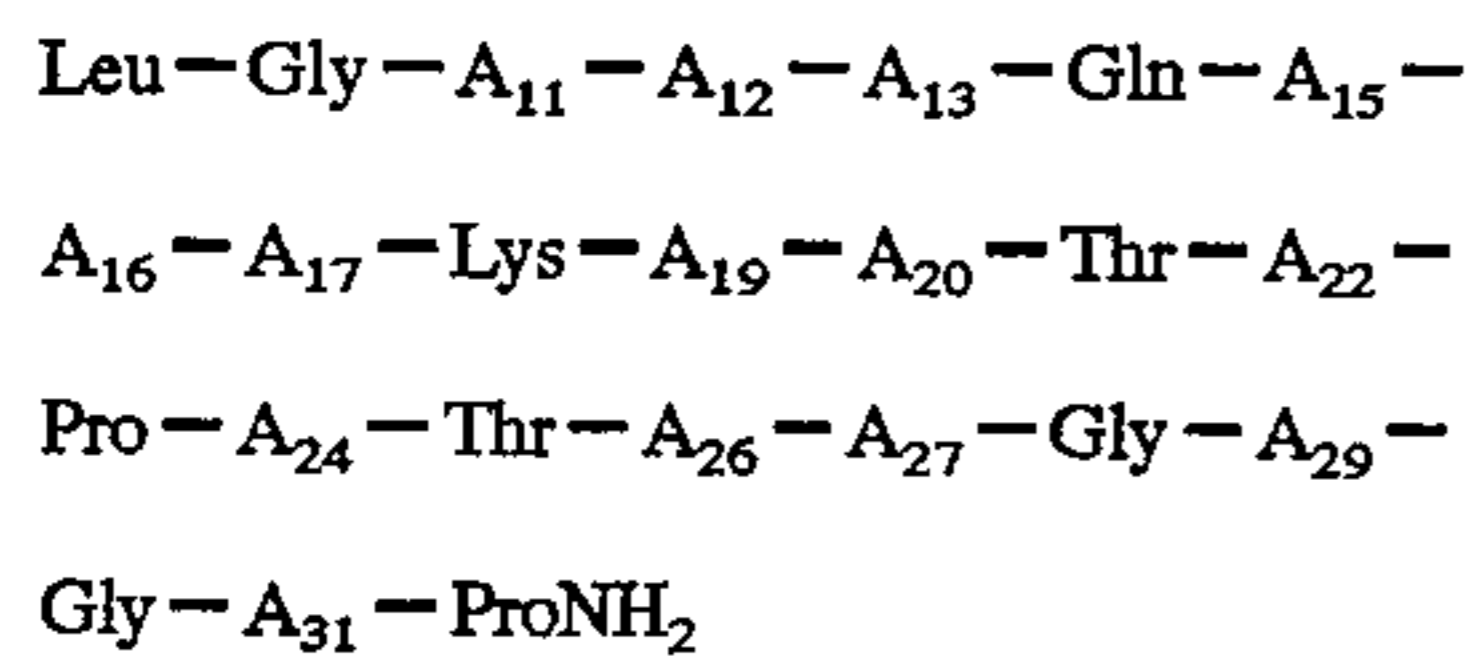 Leu—Gly—A₁₁—A₁₂—A₁₃—Gln—A₁₅—
A₁₆—A₁₇—Lys—A₁₉—A₂₀—Thr—A₂₂—
Pro—A₂₄—Thr—A₂₆—A₂₇—Gly—A₂₉—
Gly—A₃₁—ProNH₂